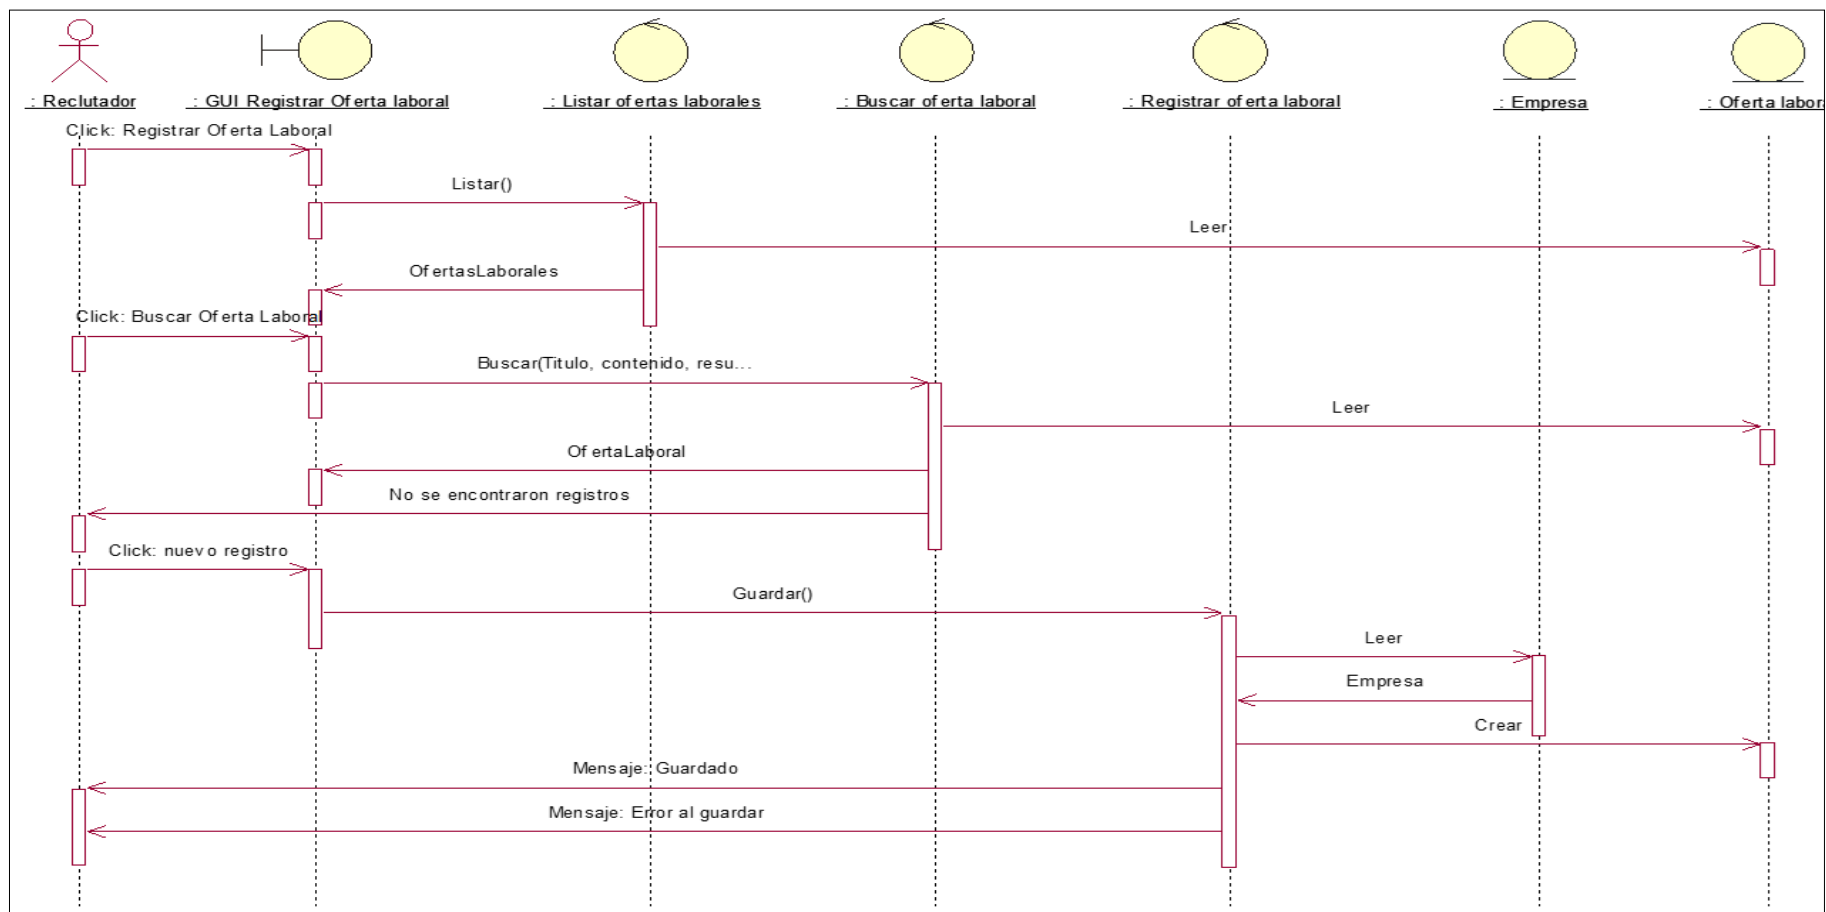 : Reclutador
: GUI Registrar Oferta laboral
: Listar ofertas laborales
: Buscar oferta laboral
: Registrar oferta laboral
: Empresa
: Oferta
Click: Registrar Oferta Laboral
Listar()
Leer
OfertasLaborales
Click: Buscar Oferta Laboral
Buscar(Titulo, contenido, resu...
Leer
OfertaLaboral
No se encontraron registros
Click: nuevo registro
Guardar()
Leer
Empresa
Crear
Mensaje: Guardado
Mensaje: Error al guardar